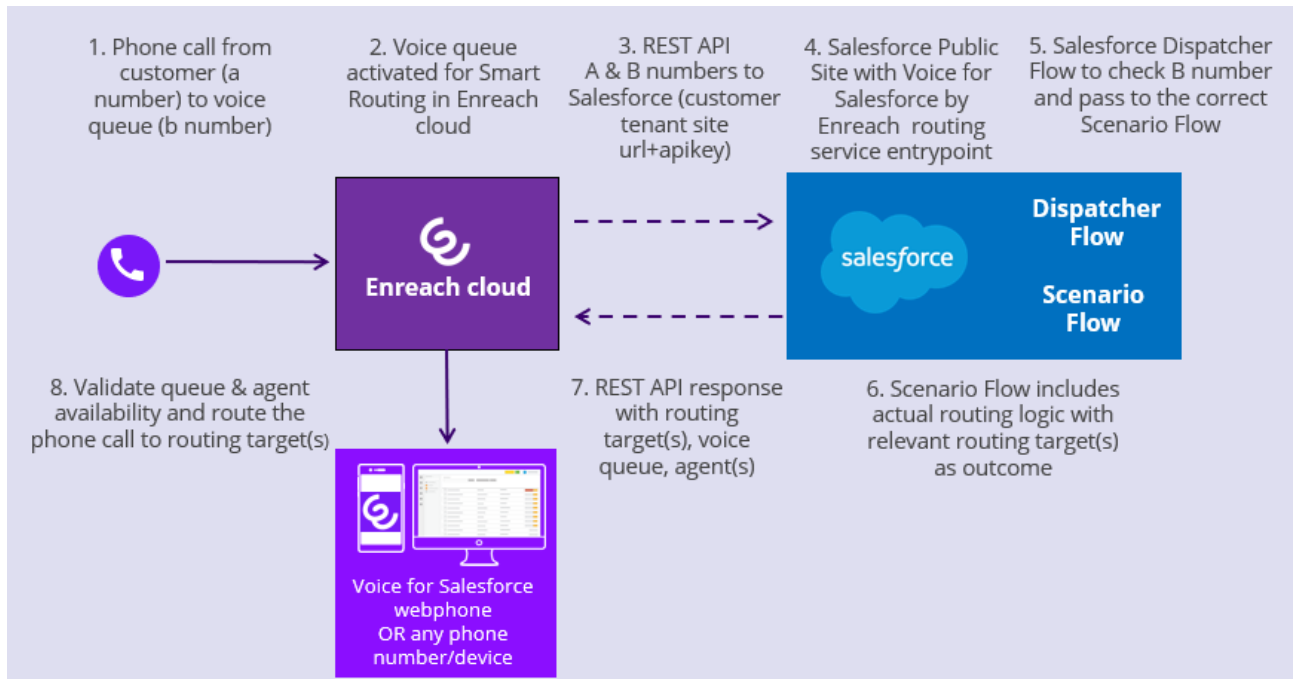 1. Phone call from
customer (a
number) to voice
queue (b number)
2. Voice queue
activated for Smart
Routing in Enreach
cloud
3. REST API
A & B numbers to
Salesforce (customer
tenant site
url+apikey)
4. Salesforce Public
Site with Voice for
Salesforce by
Enreach routing
service entrypoint
5. Salesforce Dispatcher
Flow to check B number
and pass to the correct
Scenario Flow
Enreach cloud
salesforce
Dispatcher
Flow
Scenario
Flow
8. Validate queue & agent
availability and route the
phone call to routing target(s)
7. REST API response
with routing
target(s), voice
queue, agent(s)
6. Scenario Flow includes
actual routing logic with
relevant routing target(s)
as outcome
Voice for Salesforce
webphone
OR any phone
number/device